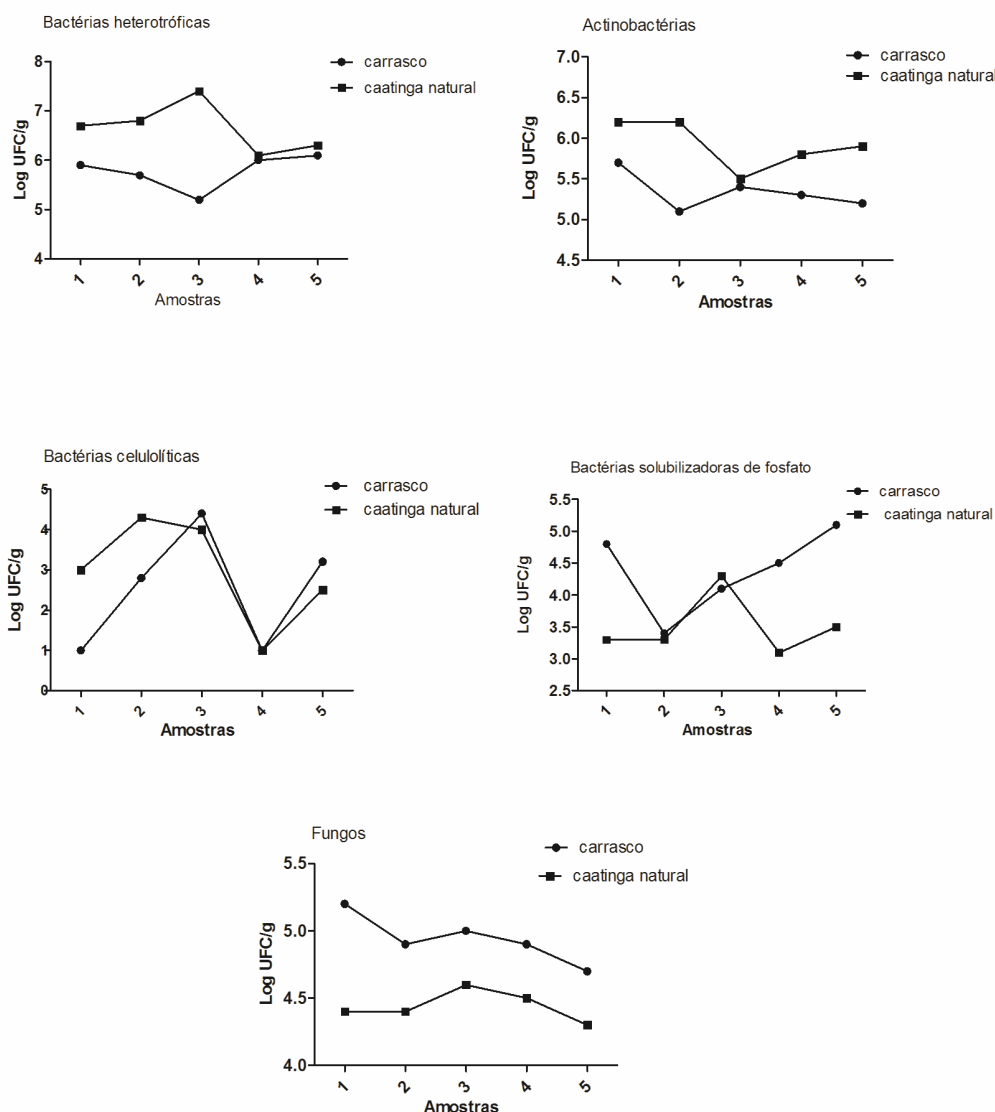 Bactérias heterotróficas
carrasco
caatinga natural
Log UFC/g
8
7
6
5
4
1 2 3 4 5
Amostras
Actinobactérias
carrasco
caatinga natural
Log UFC/g
7.0
6.5
6.0
5.5
5.0
4.5
1 2 3 4 5
Amostras
Bactérias celulolíticas
carrasco
caatinga natural
Log UFC/g
5
4
3
2
1
0
1 2 3 4 5
Amostras
Bactérias solubilizadoras de fosfato
carrasco
caatinga natural
Log UFC/g
5.5
5.0
4.5
4.0
3.5
3.0
2.5
1 2 3 4 5
Amostras
Fungos
carrasco
caatinga natural
Log UFC/g
5.5
5.0
4.5
4.0
1 2 3 4 5
Amostras